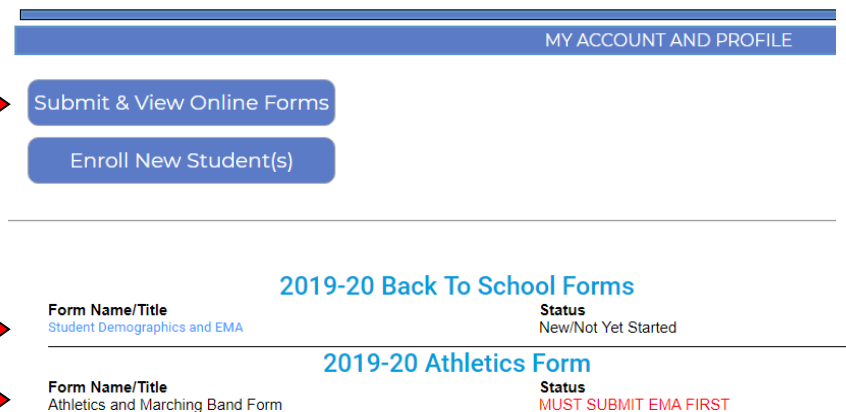 MY ACCOUNT AND PROFILE
Submit & View Online Forms
Enroll New Student(s)
2019-20 Back To School Forms
Form Name/Title Status
Student Demographics and EMA New/Not Yet Started
2019-20 Athletics Form
Form Name/Title Status
Athletics and Marching Band Form MUST SUBMIT EMA FIRST